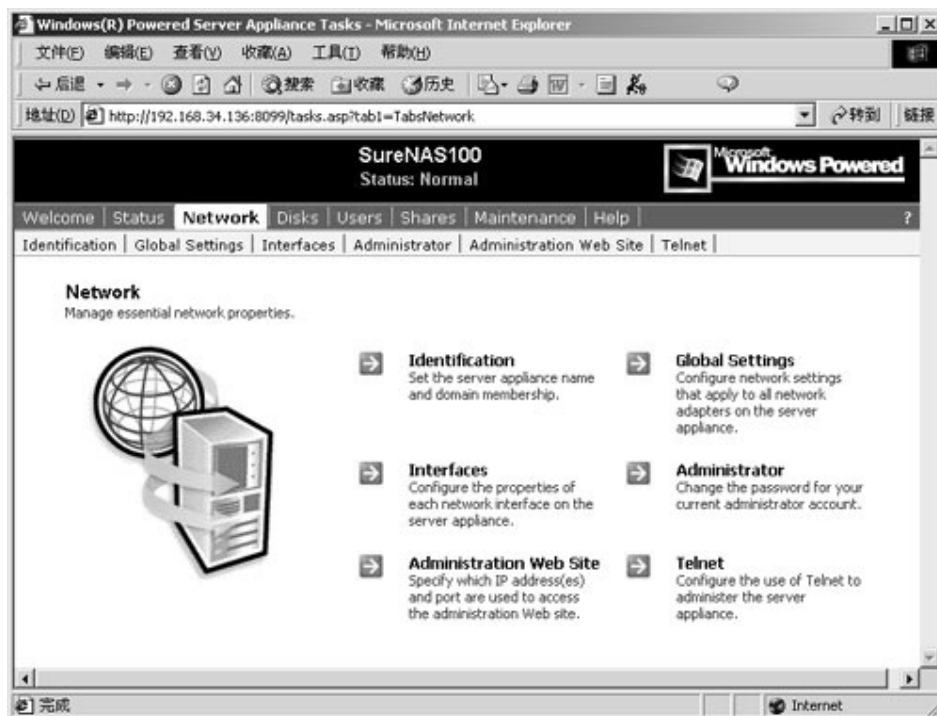 Windows(R) Powered Server Appliance Tasks - Microsoft Internet Explorer
文件(F) 编辑(E) 查看(V) 收藏(A) 工具(T) 帮助(H)
后退 搜索 收藏 历史
地址(D) http://192.168.34.136:8099/tasks.asp?tab1=TabsNetwork 转到 链接
SureNAS100
Status: Normal
Microsoft
Windows Powered
Welcome Status Network Disks Users Shares Maintenance Help ?
Identification Global Settings Interfaces Administrator Administration Web Site Telnet
Network
Manage essential network properties.
Identification
Set the server appliance name
and domain membership.
Global Settings
Configure network settings
that apply to all network
adapters on the server
appliance.
Interfaces
Configure the properties of
each network interface on the
server appliance.
Administrator
Change the password for your
current administrator account.
Administration Web Site
Specify which IP address(es)
and port are used to access
the administration Web site.
Telnet
Configure the use of Telnet to
administer the server
appliance.
完成 Internet